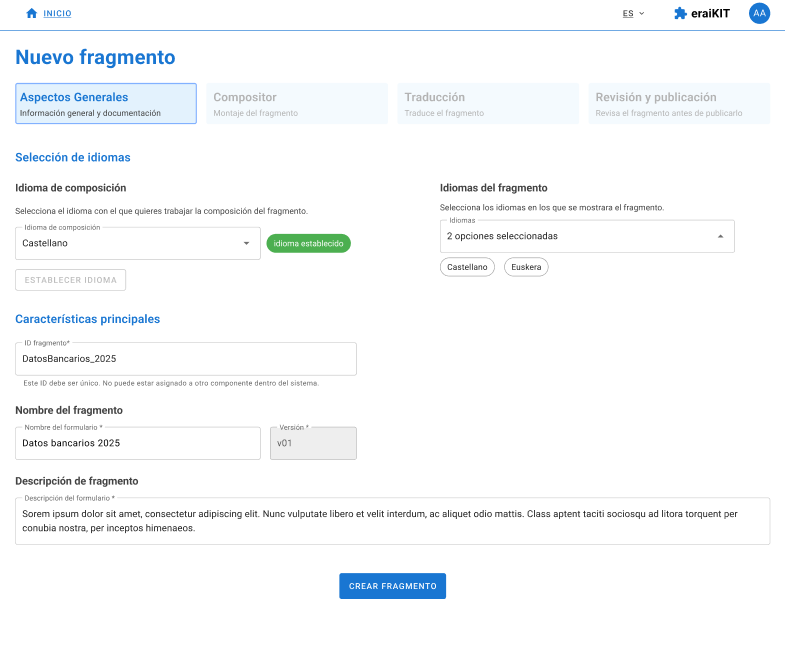 INICIO
ES
eraiKIT
AA
Nuevo fragmento
Aspectos Generales
Información general y documentación
Compositor
Montaje del fragmento
Traducción
Traduce el fragmento
Revisión y publicación
Revisa el fragmento antes de publicarlo
Selección de idiomas
Idioma de composición
Selecciona el idioma con el que quieres trabajar la composición del fragmento.
Idioma de composición
Castellano
idioma establecido
ESTABLECER IDIOMA
Idiomas del fragmento
Selecciona los idiomas en los que se mostrara el fragmento.
Idiomas
2 opciones seleccionadas
Castellano
Euskera
Características principales
ID fragmento*
DatosBancarios_2025
Este ID debe ser único. No puede estar asignado a otro componente dentro del sistema.
Nombre del fragmento
Nombre del formulario *
Datos bancarios 2025
Versión *
v01
Descripción de fragmento
Descripción del formulario *
Sorem ipsum dolor sit amet, consectetur adipiscing elit. Nunc vulputate libero et velit interdum, ac aliquet odio mattis. Class aptent taciti sociosqu ad litora torquent per
conubia nostra, per inceptos himenaeos.
CREAR FRAGMENTO